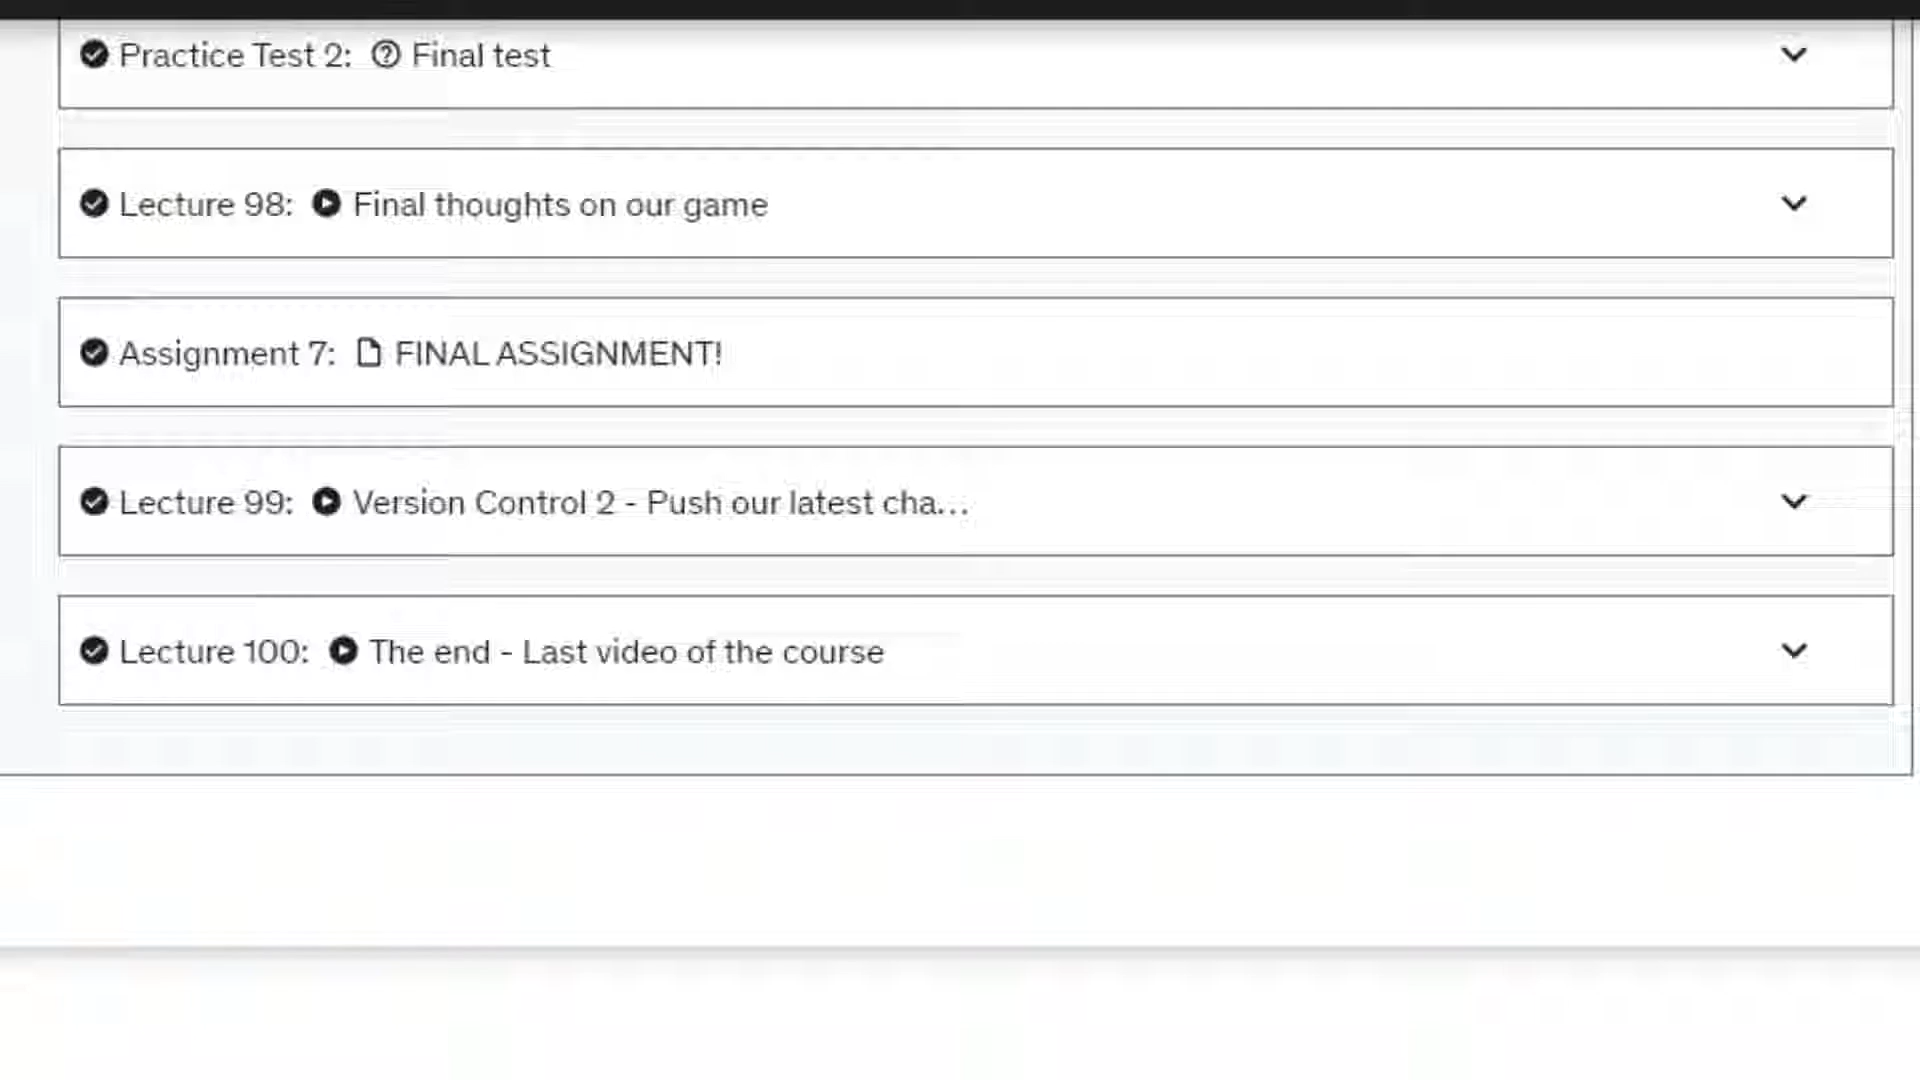 Practice Test 2: Final test
Lecture 98: Final thoughts on our game
Assignment 7: FINAL ASSIGNMENT!
Lecture 99: Version Control 2 - Push our latest cha...
Lecture 100: The end - Last video of the course